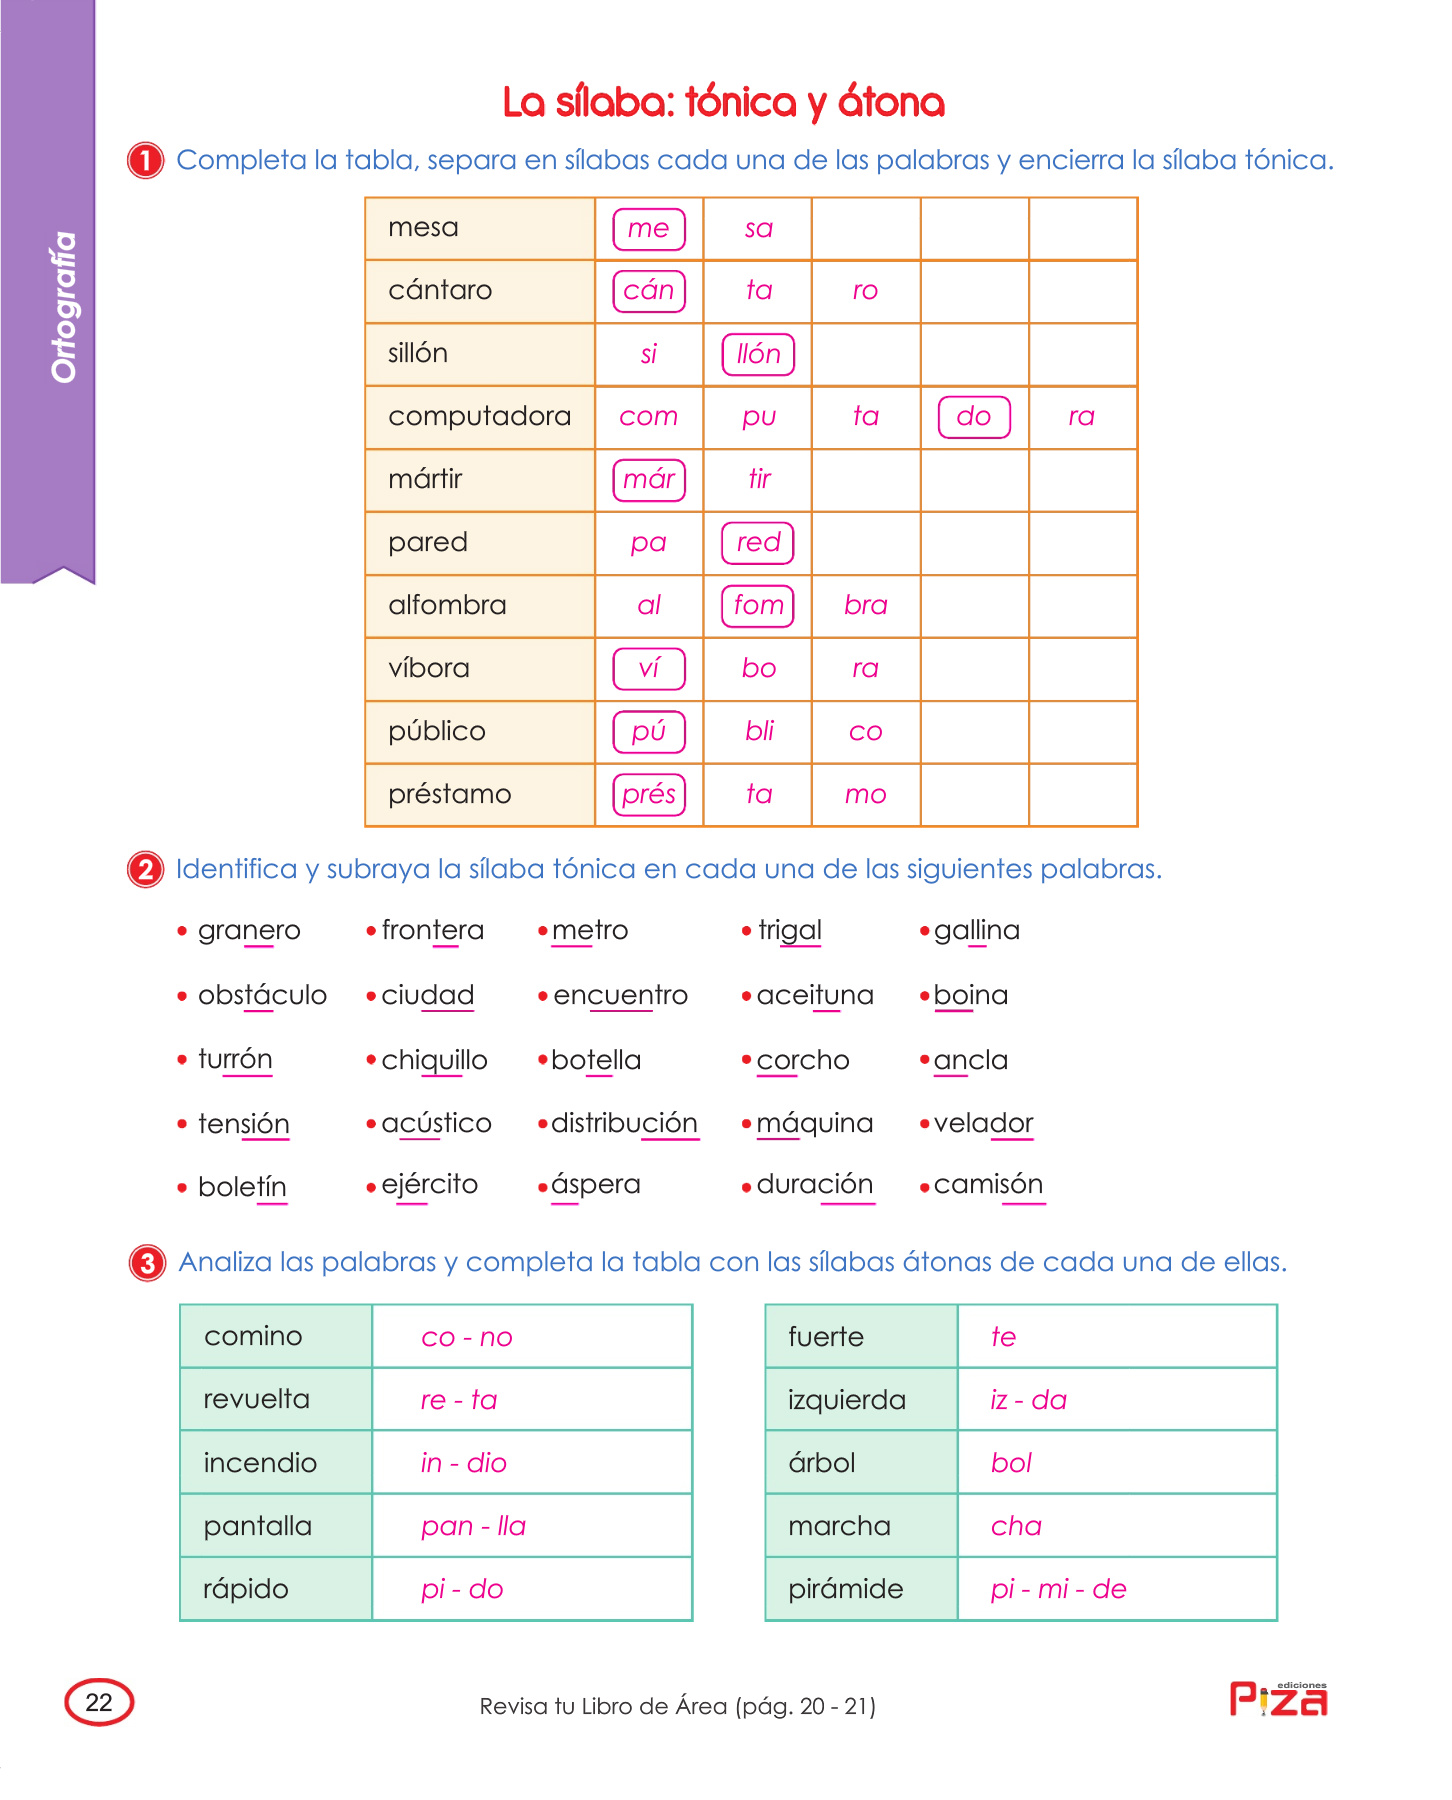 Ortografía
La sílaba: tónica y átona
1 Completa la tabla, separa en sílabas cada una de las palabras y encierra la sílaba tónica.
mesa me sa
cántaro cán ta ro
sillón si llón
computadora com pu ta do ra
mártir már tir
pared pa red
alfombra al fom bra
víbora ví bo ra
público pú bli co
préstamo prés ta mo
2 Identifica y subraya la sílaba tónica en cada una de las siguientes palabras.
• granero • frontera • metro • trigal • gallina
• obstáculo • ciudad • encuentro • aceituna • boina
• turrón • chiquillo • botella • corcho • ancla
• tensión • acústico • distribución • máquina • velador
• boletín • ejército • áspera • duración • camisón
3 Analiza las palabras y completa la tabla con las sílabas átonas de cada una de ellas.
comino co - no
revuelta re - ta
incendio in - dio
pantalla pan - lla
rápido pi - do
fuerte te
izquierda iz - da
árbol bol
marcha cha
pirámide pi - mi - de
22
Revisa tu Libro de Área (pág. 20 - 21)
ediciones
Piza